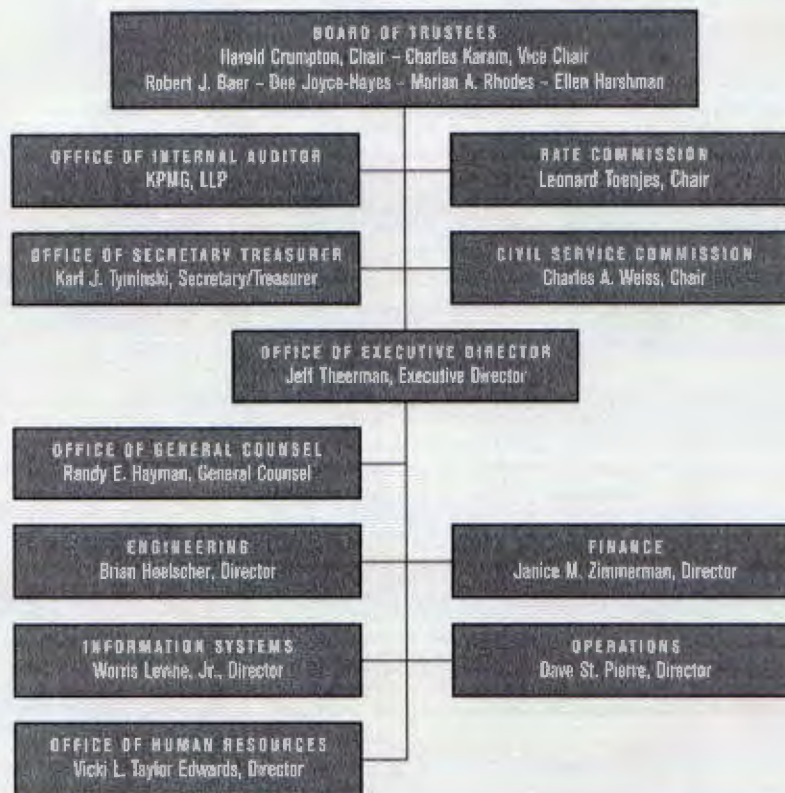 BOARD OF TRUSTEES
Harold Crumpton, Chair – Charles Karam, Vice Chair
Robert J. Baer – Dee Joyce-Hayes – Marian A. Rhodes – Ellen Harshman
OFFICE OF INTERNAL AUDITOR
KPMG, LLP
RATE COMMISSION
Leonard Toenjes, Chair
OFFICE OF SECRETARY TREASURER
Karl J. Tyminski, Secretary/Treasurer
CIVIL SERVICE COMMISSION
Charles A. Weiss, Chair
OFFICE OF EXECUTIVE DIRECTOR
Jeff Theerman, Executive Director
OFFICE OF GENERAL COUNSEL
Randy E. Hayman, General Counsel
ENGINEERING
Brian Hoelscher, Director
FINANCE
Janice M. Zimmerman, Director
INFORMATION SYSTEMS
Levine, Jr., Director
OPERATIONS
Dave St. Pierre, Director
OFFICE OF HUMAN RESOURCES
Vicki L. Taylor Edwards, Director